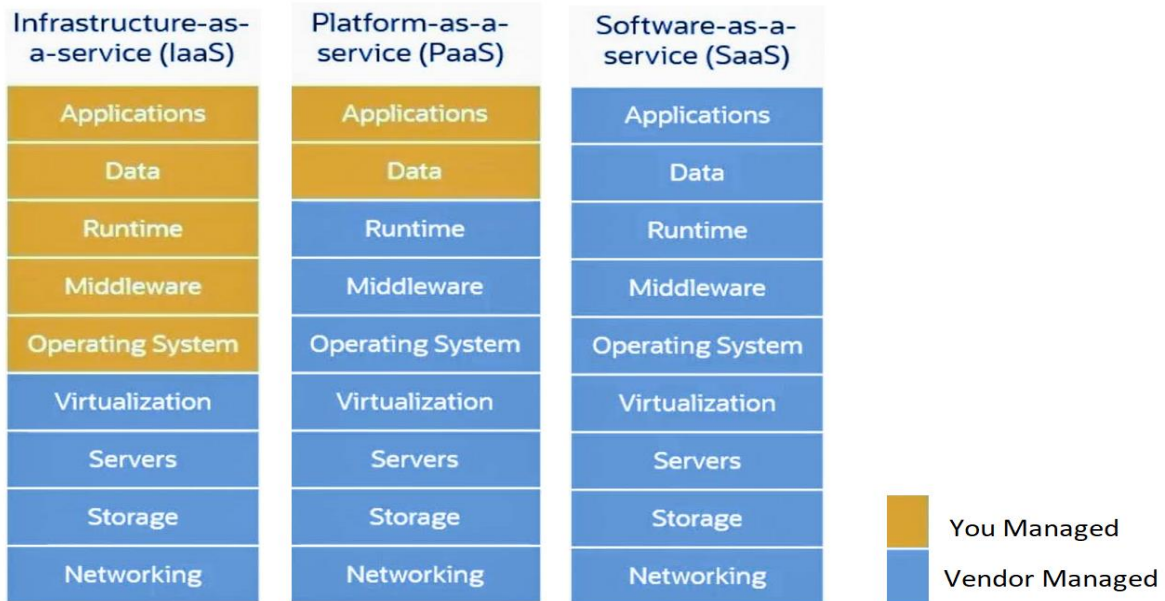 Infrastructure-as-
a-service (IaaS)
Applications
Data
Runtime
Middleware
Operating System
Virtualization
Servers
Storage
Networking
Platform-as-a-
service (PaaS)
Applications
Data
Runtime
Middleware
Operating System
Virtualization
Servers
Storage
Networking
Software-as-a-
service (SaaS)
Applications
Data
Runtime
Middleware
Operating System
Virtualization
Servers
Storage
Networking
You Managed
Vendor Managed